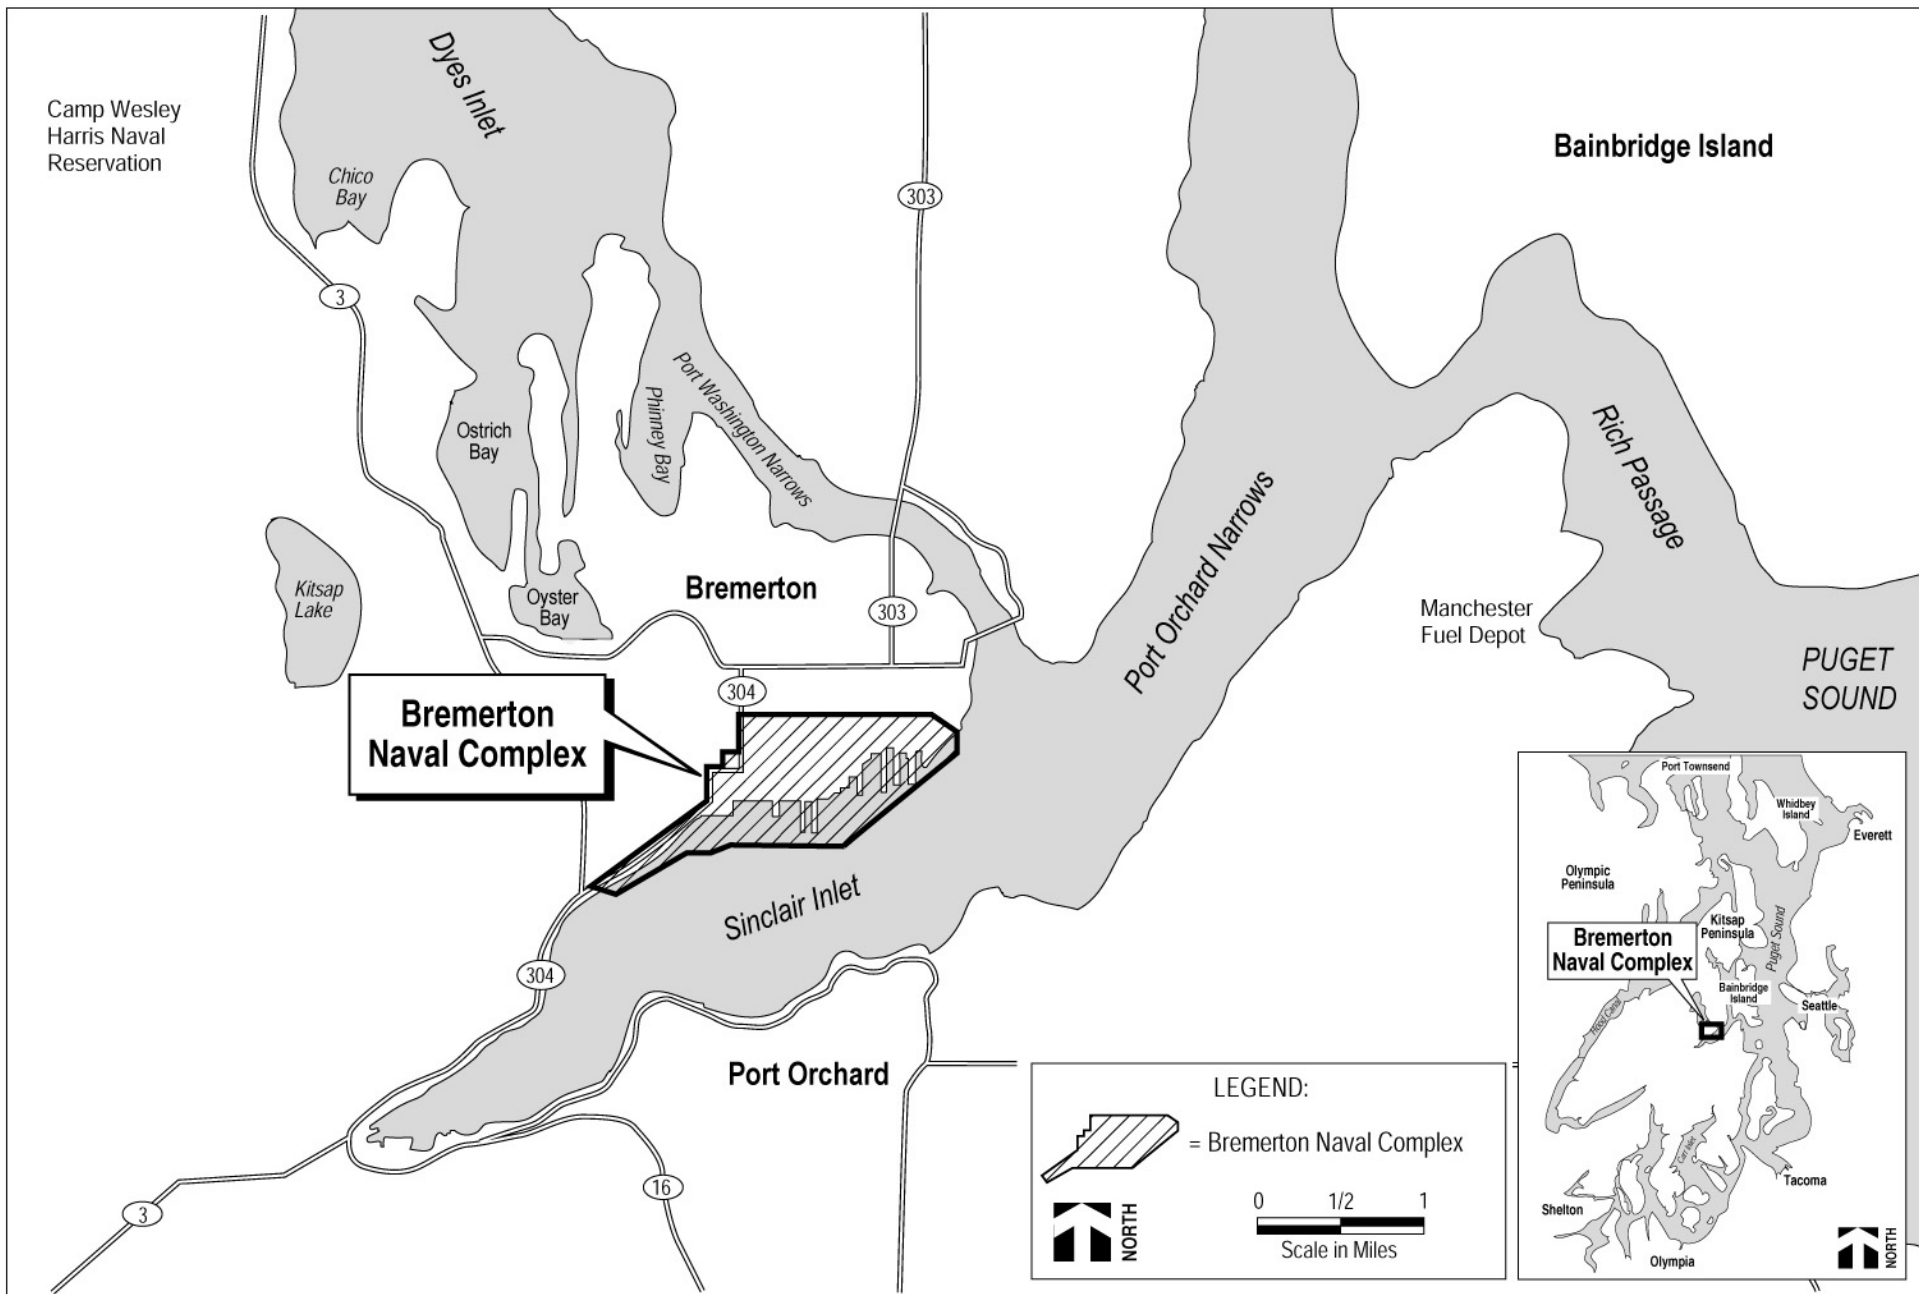 Dyes Inlet
Camp Wesley
Harris Naval
Reservation
Chico
Bay
303
Bainbridge Island
3
Port Washington Narrows
Phinney Bay
Ostrich
Bay
Rich Passage
Port Orchard Narrows
Kitsap
Lake
Oyster
Bay
Bremerton
303
Manchester
Fuel Depot
PUGET
SOUND
304
Bremerton
Naval Complex
Sinclair Inlet
304
Port Orchard
16
3
LEGEND:
= Bremerton Naval Complex
NORTH
0 1/2 1
Scale in Miles
Port Townsend
Whidbey
Island
Everett
Olympic
Peninsula
Kitsap
Peninsula
Puget Sound
Bremerton
Naval Complex
Bainbridge
Island
Seattle
Hood Canal
Carr Inlet
Tacoma
Shelton
Olympia
NORTH